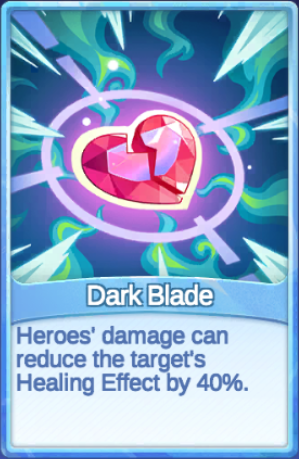 Dark Blade
Heroes' damage can
reduce the target's
Healing Effect by 40%.